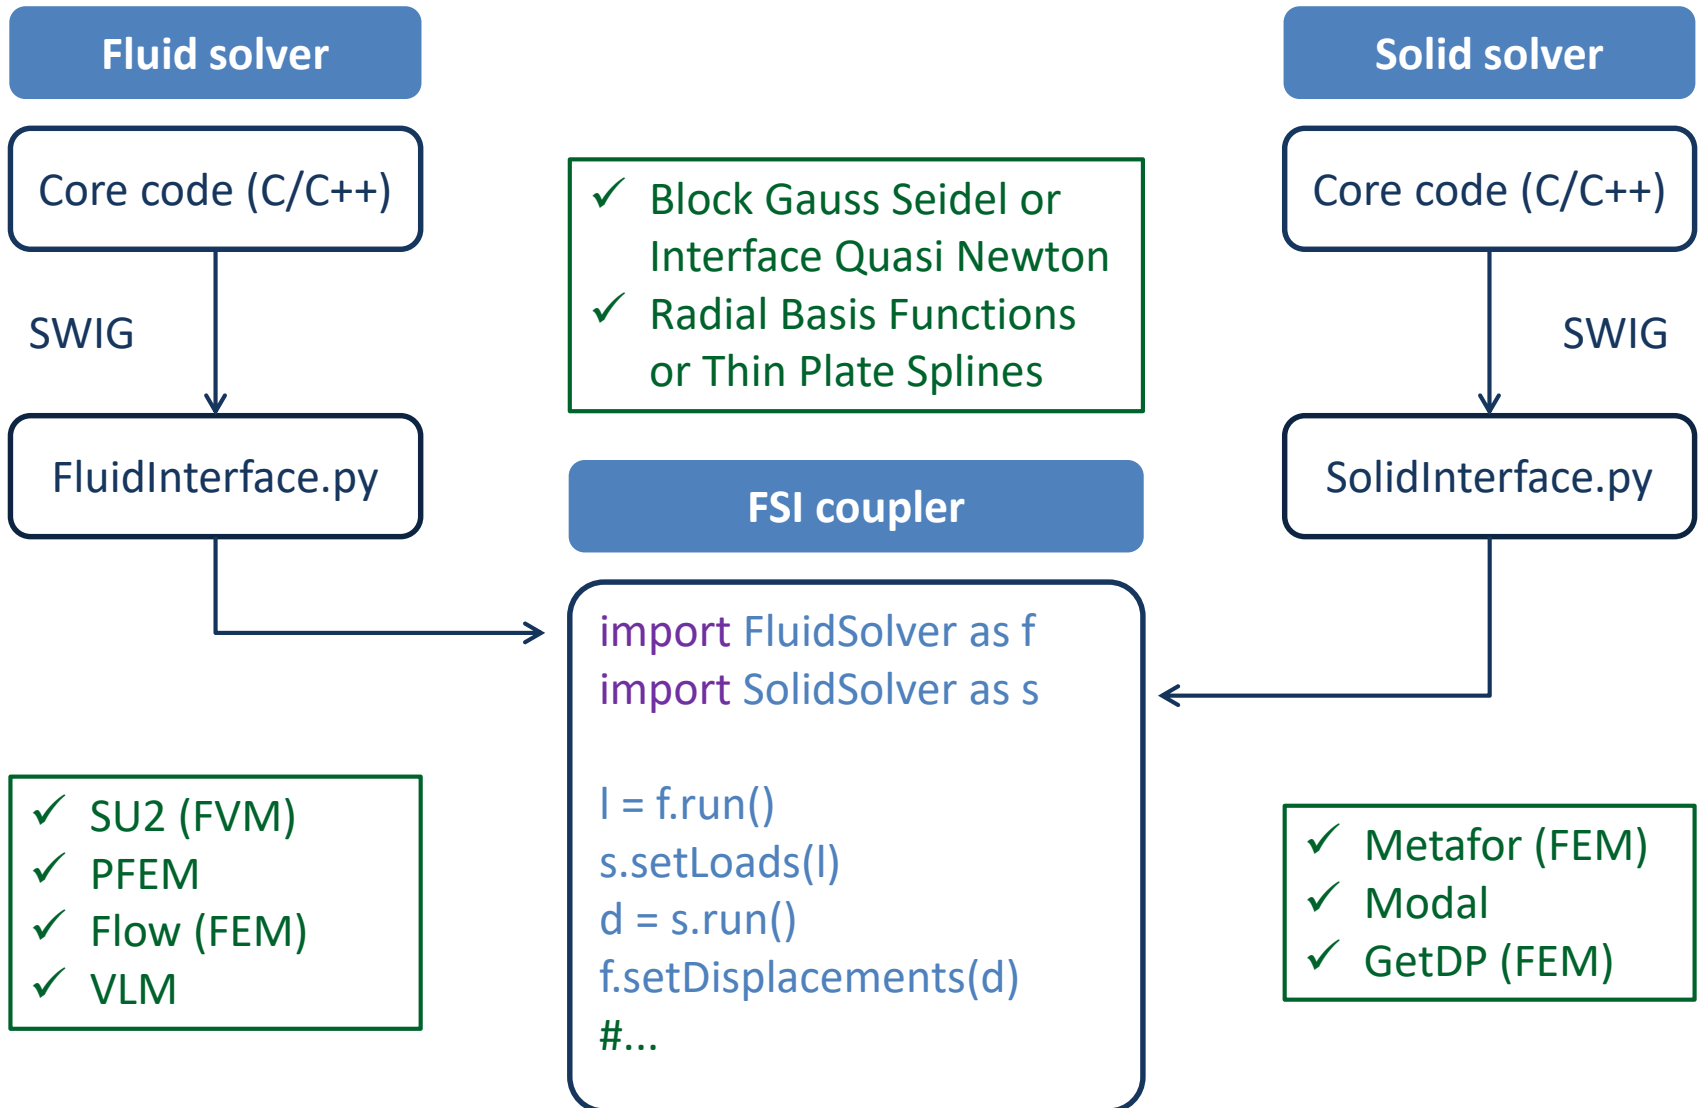 Fluid solver
Core code (C/C++)
SWIG
FluidInterface.py
✓ SU2 (FVM)
✓ PFEM
✓ Flow (FEM)
✓ VLM
✓ Block Gauss Seidel or
Interface Quasi Newton
✓ Radial Basis Functions
or Thin Plate Splines
FSI coupler
import FluidSolver as f
import SolidSolver as s
l = f.run()
s.setLoads(l)
d = s.run()
f.setDisplacements(d)
#...
Solid solver
Core code (C/C++)
SWIG
SolidInterface.py
✓ Metafor (FEM)
✓ Modal
✓ GetDP (FEM)